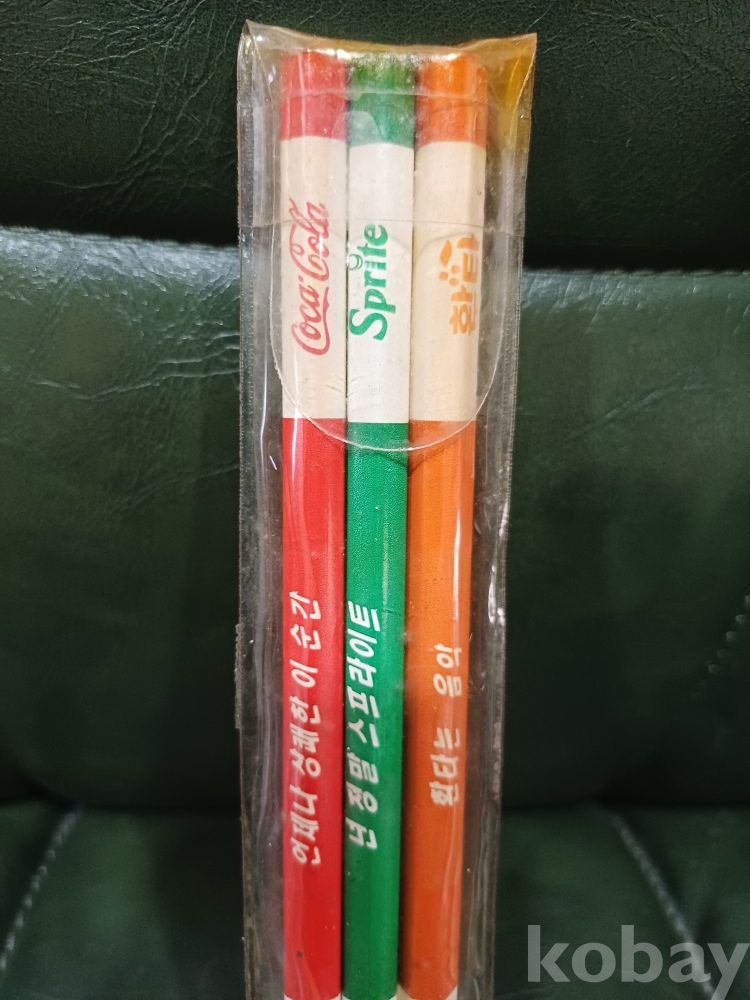 Coca-Cola
언제나 상쾌한 이 순간
Sprite
넌 정말 스프라이트
환타
환타는 음악
kobay